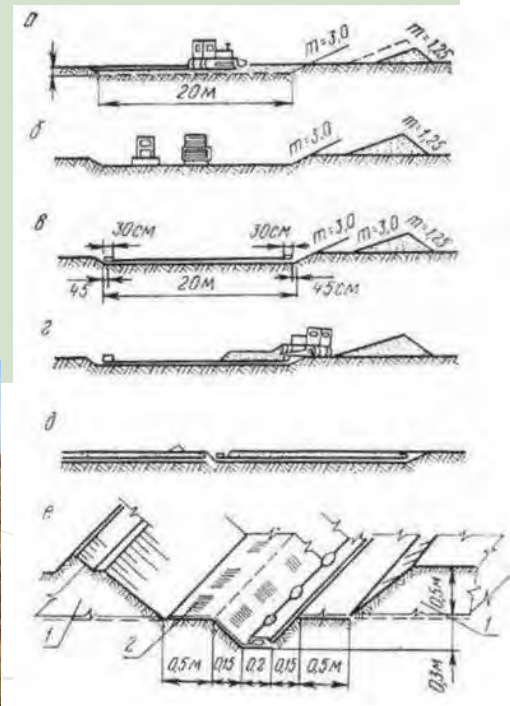 а
m=3,0
m=1,25
20м
б
m=3,0
m=1,25
в
30см
30см
m=3,0
m=3,0
m=1,25
45
20м
45см
г
д
е
1
2
0,5м
0,15
0,2
0,15
0,5м
0,5м
1
0,3м